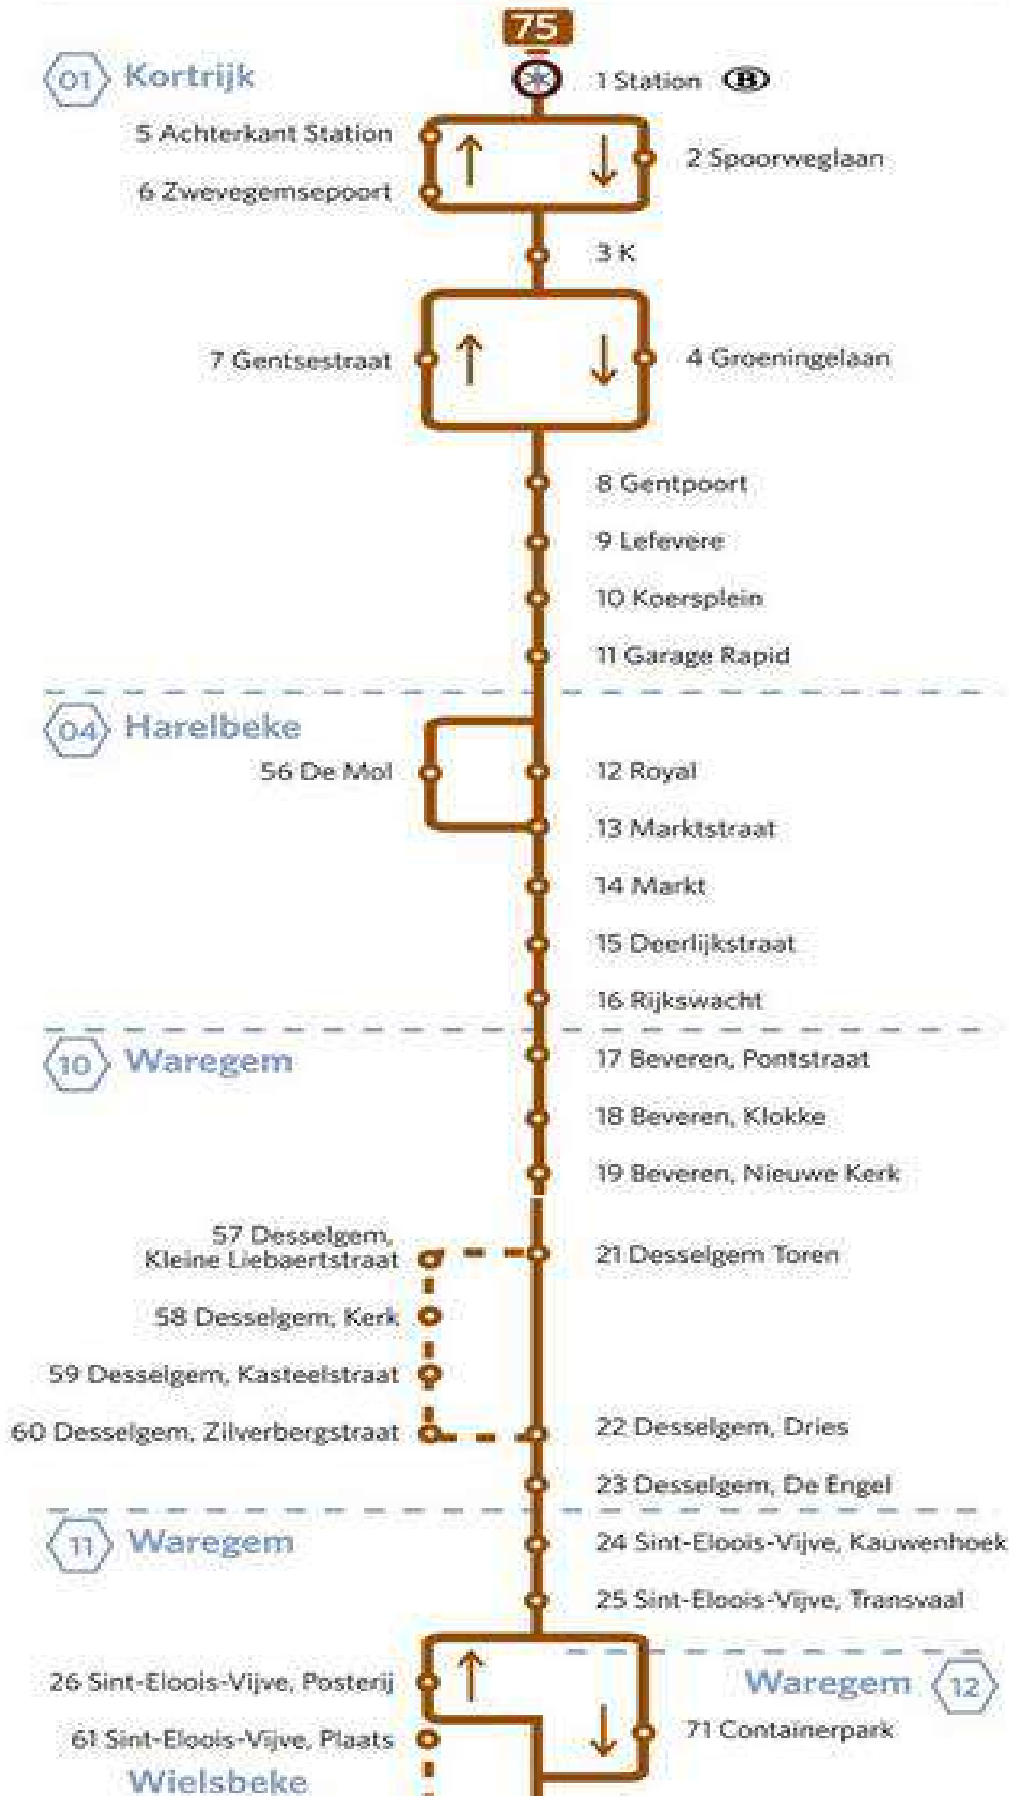 75
01 Kortrijk
1 Station B
5 Achterkant Station
2 Spoorweglaan
6 Zwevegemsepoort
3 K
7 Gentsestraat
4 Groeningelaan
8 Gentpoort
9 Lefevere
10 Koersplein
11 Garage Rapid
04 Harelbeke
56 De Mol
12 Royal
13 Marktstraat
14 Markt
15 Deerlijkstraat
16 Rijkswacht
10 Waregem
17 Beveren, Pontstraat
18 Beveren, Klokke
19 Beveren, Nieuwe Kerk
57 Desselgem,
Kleine Liebaertstraat
21 Desselgem Toren
58 Desselgem, Kerk
59 Desselgem, Kasteelstraat
60 Desselgem, Zilverbergstraat
22 Desselgem, Dries
23 Desselgem, De Engel
11 Waregem
24 Sint-Eloois-Vijve, Kauwenhoek
25 Sint-Eloois-Vijve, Transvaal
26 Sint-Eloois-Vijve, Posterij
Waregem 12
61 Sint-Eloois-Vijve, Plaats
71 Containerpark
Wielsbeke